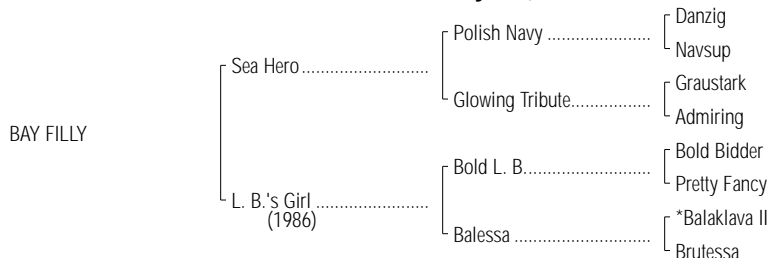 Danzig
Polish Navy ........................
Navsup
Sea Hero ............................
Graustark
Glowing Tribute..................
Admiring
BAY FILLY
Bold Bidder
Bold L. B.............................
Pretty Fancy
L. B.'s Girl .........................
(1986)
*Balaklava II
Balessa ...............................
Brutessa